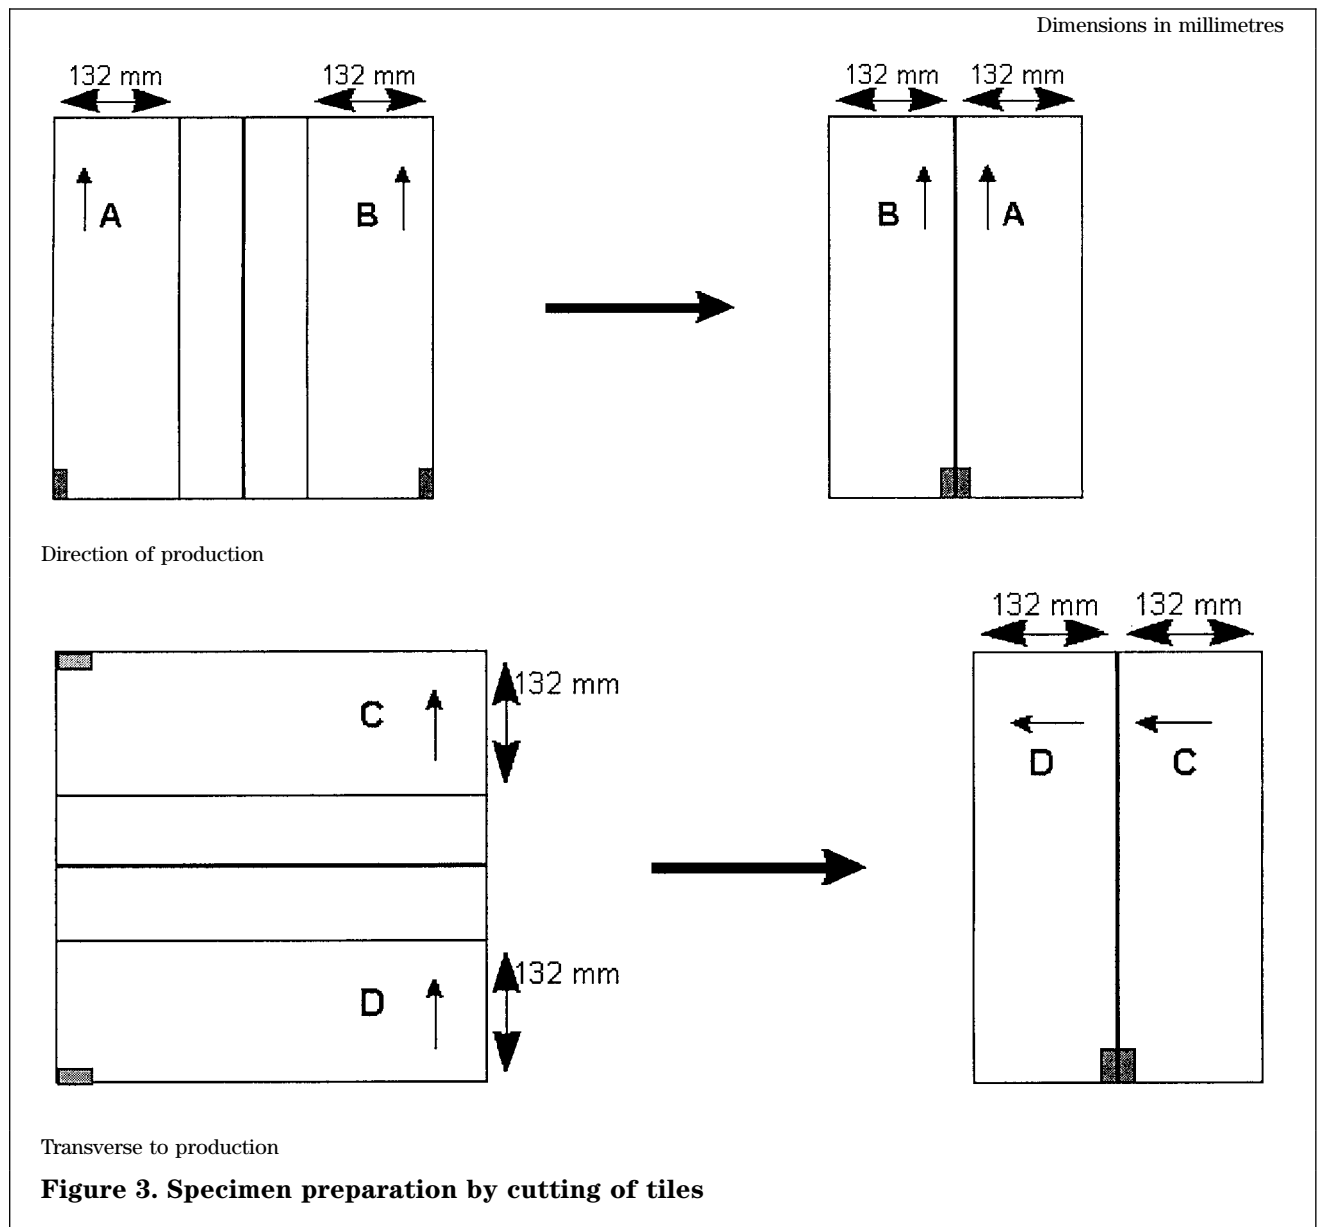 Dimensions in millimetres
132 mm 132 mm 132 mm 132 mm
A B B A
Direction of production
132 mm 132 mm
C 132 mm
D C
D 132 mm
Transverse to production
Figure 3. Specimen preparation by cutting of tiles